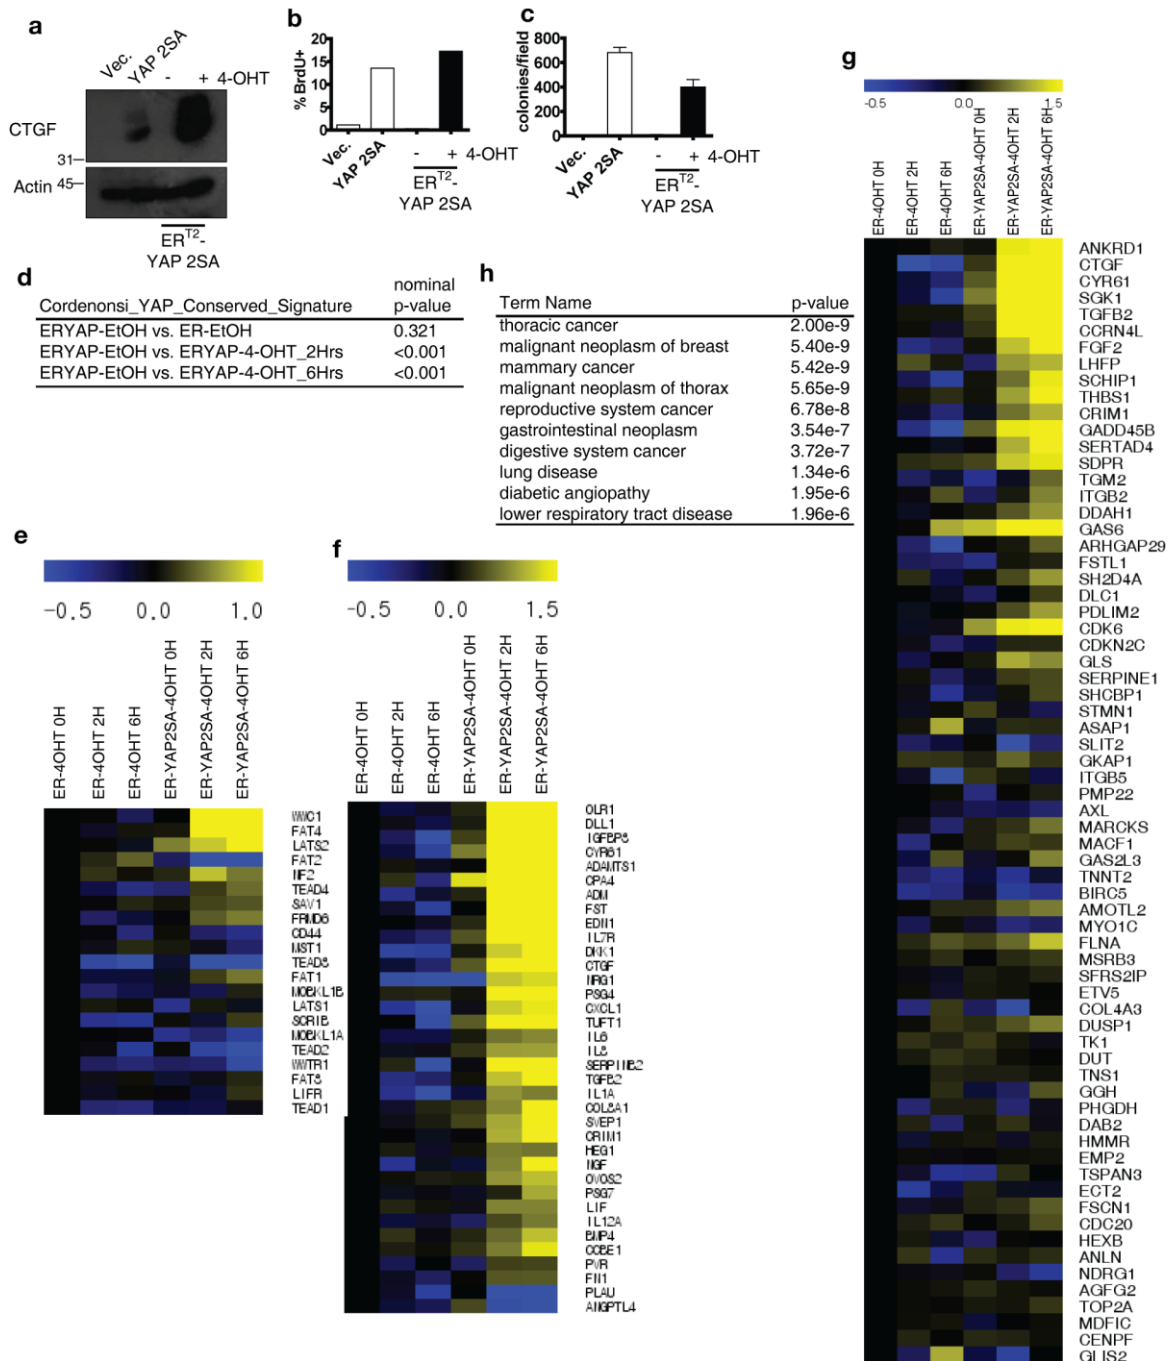 a
Vec.
YAP 2SA
- + 4-OHT
CTGF
31
Actin 45
ER^T2-
YAP 2SA
b
% BrdU+
20
15
10
5
0
Vec.
YAP 2SA
- + 4-OHT
ER^T2-
YAP 2SA
c
colonies/field
800
600
400
200
0
Vec.
YAP 2SA
- + 4-OHT
ER^T2-
YAP 2SA
d
nominal
Cordenonsi_YAP_Conserved_Signature p-value
ERYAP-EtOH vs. ER-EtOH 0.321
ERYAP-EtOH vs. ERYAP-4-OHT_2Hrs <0.001
ERYAP-EtOH vs. ERYAP-4-OHT_6Hrs <0.001
h
Term Name p-value
thoracic cancer 2.00e-9
malignant neoplasm of breast 5.40e-9
mammary cancer 5.42e-9
malignant neoplasm of thorax 5.65e-9
reproductive system cancer 6.78e-8
gastrointestinal neoplasm 3.54e-7
digestive system cancer 3.72e-7
lung disease 1.34e-6
diabetic angiopathy 1.95e-6
lower respiratory tract disease 1.96e-6
e
-0.5 0.0 1.0
ER-4OHT 0H
ER-4OHT 2H
ER-4OHT 6H
ER-YAP2SA-4OHT 0H
ER-YAP2SA-4OHT 2H
ER-YAP2SA-4OHT 6H
WWC1
FAT4
LATS2
FAT2
NF2
TEAD4
SAV1
FRMD6
CD44
MST1
TEAD3
FAT1
MOBKL1B
LATS1
SCRIB
MOBKL1A
TEAD2
WWTR1
FAT3
LIFR
TEAD1
f
-0.5 0.0 1.5
ER-4OHT 0H
ER-4OHT 2H
ER-4OHT 6H
ER-YAP2SA-4OHT 0H
ER-YAP2SA-4OHT 2H
ER-YAP2SA-4OHT 6H
OLR1
DLL1
IGFBP3
CYR61
ADAMTS1
CPA4
ADM
FST
EDN1
IL7R
DKK1
CTGF
NRG1
PSG4
CXCL1
TUFT1
IL6
IL8
SERPINB2
TGFB2
IL1A
COL8A1
SVEP1
CRIM1
HEG1
NGF
OVOS2
PSG7
LIF
IL12A
BMP4
CCBE1
PVR
FN1
PLAU
ANGPTL4
g
-0.5 0.0 1.5
ER-4OHT 0H
ER-4OHT 2H
ER-4OHT 6H
ER-YAP2SA-4OHT 0H
ER-YAP2SA-4OHT 2H
ER-YAP2SA-4OHT 6H
ANKRD1
CTGF
CYR61
SGK1
TGFB2
CCRN4L
FGF2
LHFP
SCHIP1
THBS1
CRIM1
GADD45B
SERTAD4
SDPR
TGM2
ITGB2
DDAH1
GAS6
ARHGAP29
FSTL1
SH2D4A
DLC1
PDLIM2
CDK6
CDKN2C
GLS
SERPINE1
SHCBP1
STMN1
ASAP1
SLIT2
GKAP1
ITGB5
PMP22
AXL
MARCKS
MACF1
GAS2L3
TNNT2
BIRC5
AMOTL2
MYO1C
FLNA
MSRB3
SFRS2IP
ETV5
COL4A3
DUSP1
TK1
DUT
TNS1
GGH
PHGDH
DAB2
HMMR
EMP2
TSPAN3
ECT2
FSCN1
CDC20
HEXB
ANLN
NDRG1
AGFG2
TOP2A
MDFIC
CENPF
GLIS2